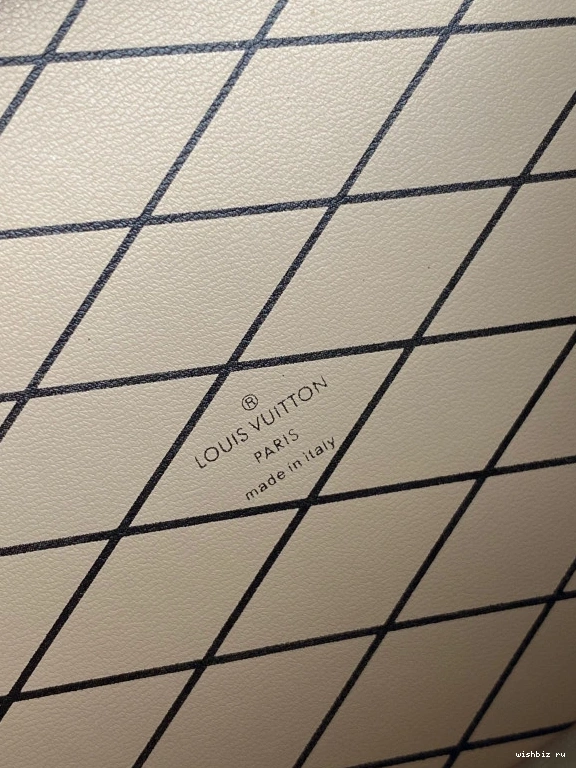 ®
LOUIS VUITTON
PARIS
made in italy
wishbiz ru